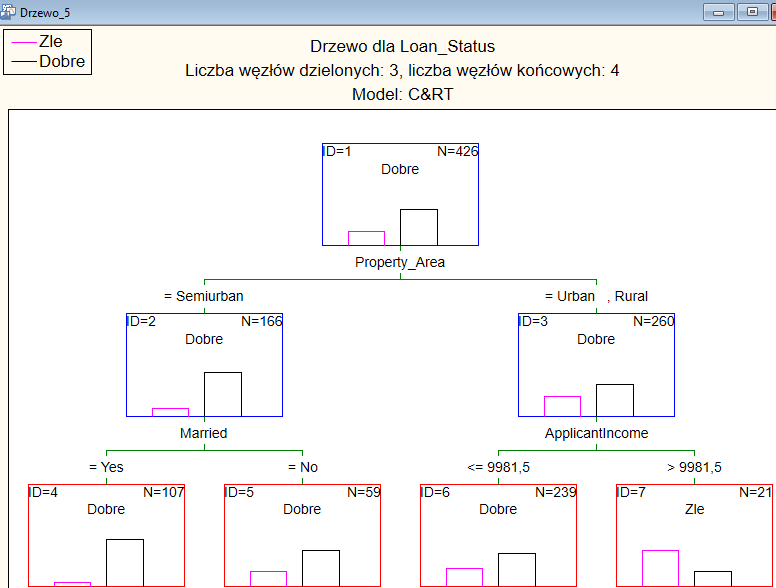 Drzewo_5
Zle
Dobre
Drzewo dla Loan_Status
Liczba węzłów dzielonych: 3, liczba węzłów końcowych: 4
Model: C&RT
ID=1 N=426
Dobre
Property_Area
= Semiurban = Urban , Rural
ID=2 N=166 ID=3 N=260
Dobre Dobre
Married ApplicantIncome
= Yes = No <= 9981,5 > 9981,5
ID=4 N=107 ID=5 N=59 ID=6 N=239 ID=7 N=21
Dobre Dobre Dobre Zle